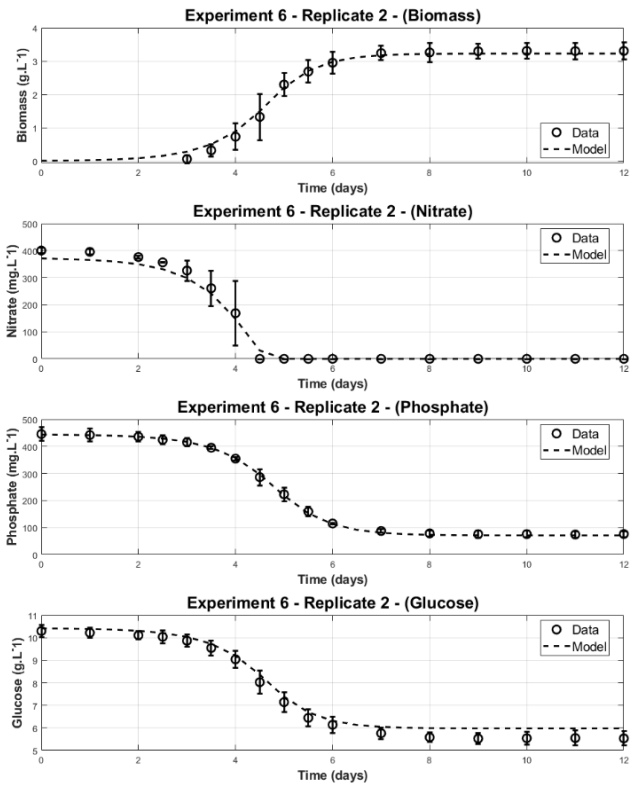 Experiment 6 - Replicate 2 - (Biomass)
4
3
2
1
0
Biomass (g.L⁻¹)
Data
Model
0 2 4 6 8 10 12
Time (days)
Experiment 6 - Replicate 2 - (Nitrate)
500
400
300
200
100
0
Nitrate (mg.L⁻¹)
Data
Model
0 2 4 6 8 10 12
Time (days)
Experiment 6 - Replicate 2 - (Phosphate)
500
400
300
200
100
0
Phosphate (mg.L⁻¹)
Data
Model
0 2 4 6 8 10 12
Time (days)
Experiment 6 - Replicate 2 - (Glucose)
11
10
9
8
7
6
5
Glucose (g.L⁻¹)
Data
Model
0 2 4 6 8 10 12
Time (days)